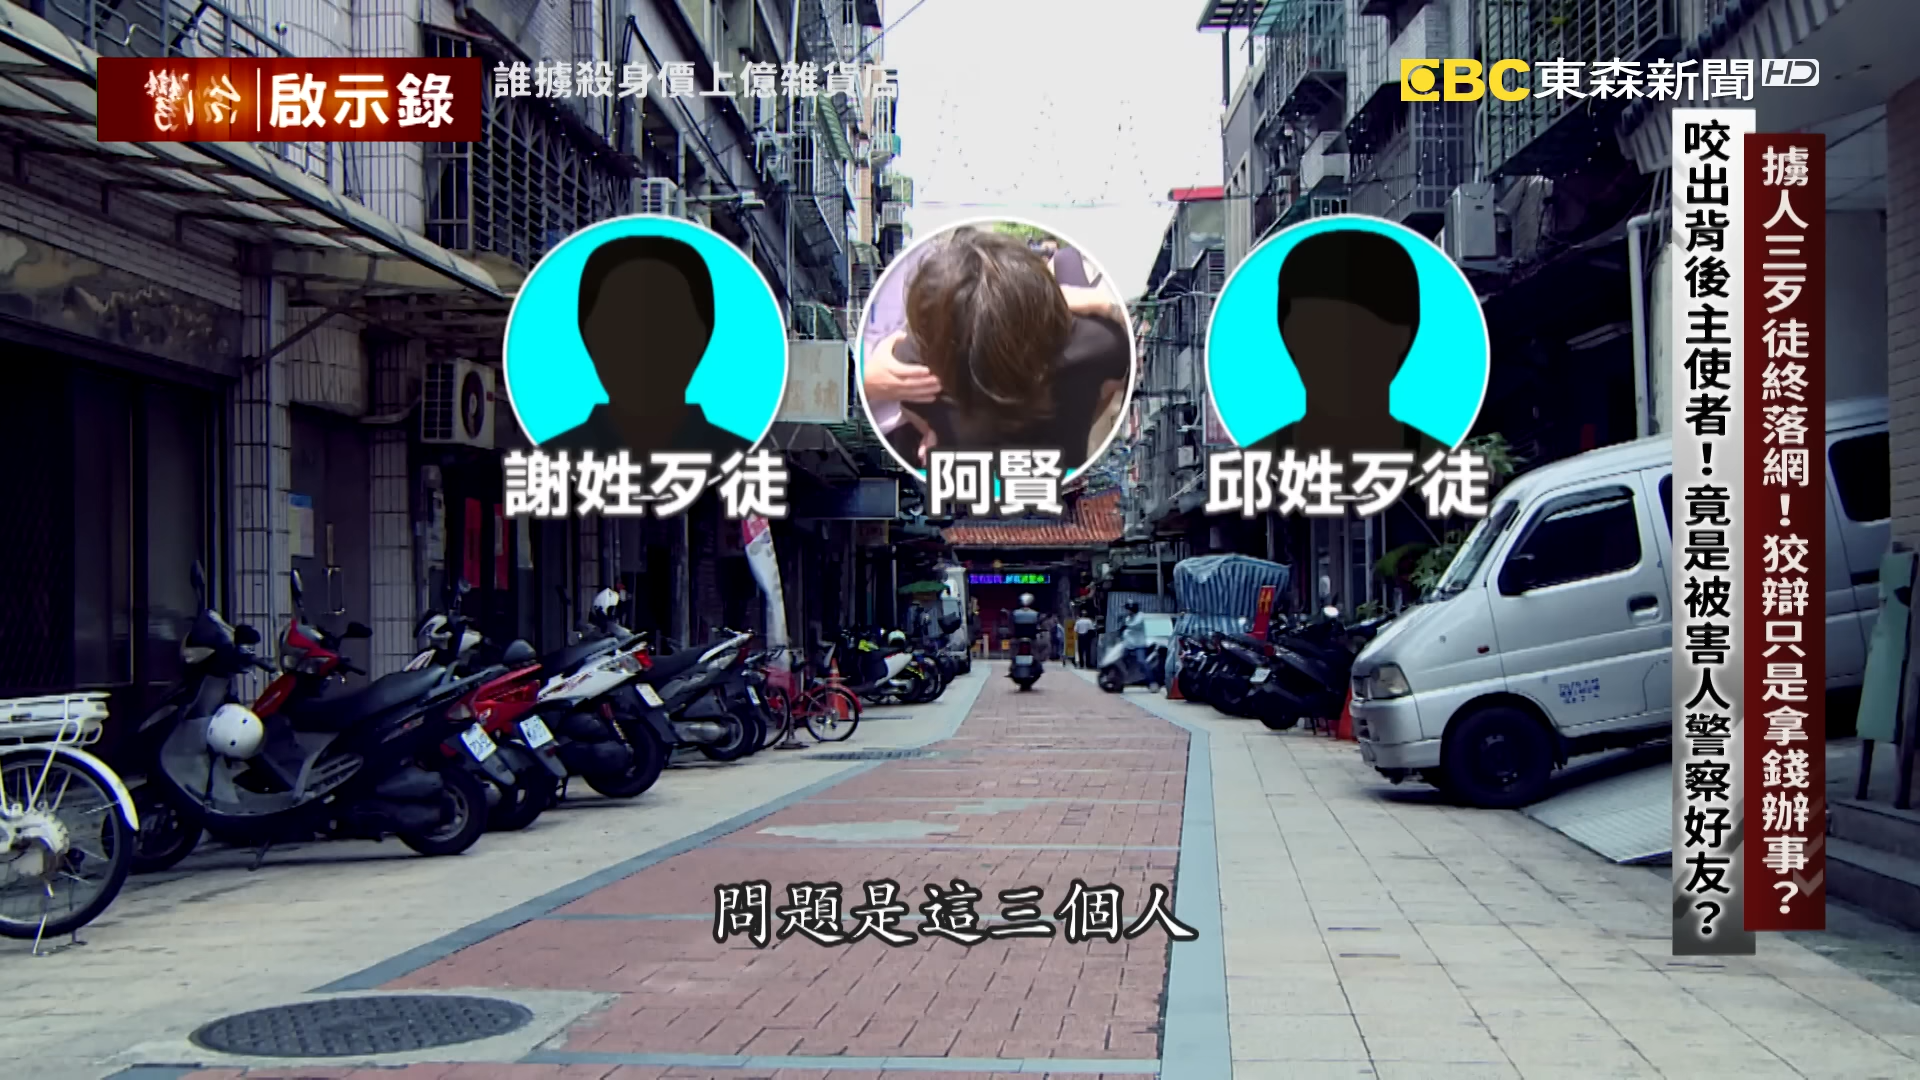 台灣啟示錄
誰擄殺身價上億雜貨店
EBC東森新聞HD
擄人三歹徒終落網！狡辯只是拿錢辦事？
咬出背後主使者！竟是被害人警察好友？
謝姓歹徒
阿賢
邱姓歹徒
問題是這三個人